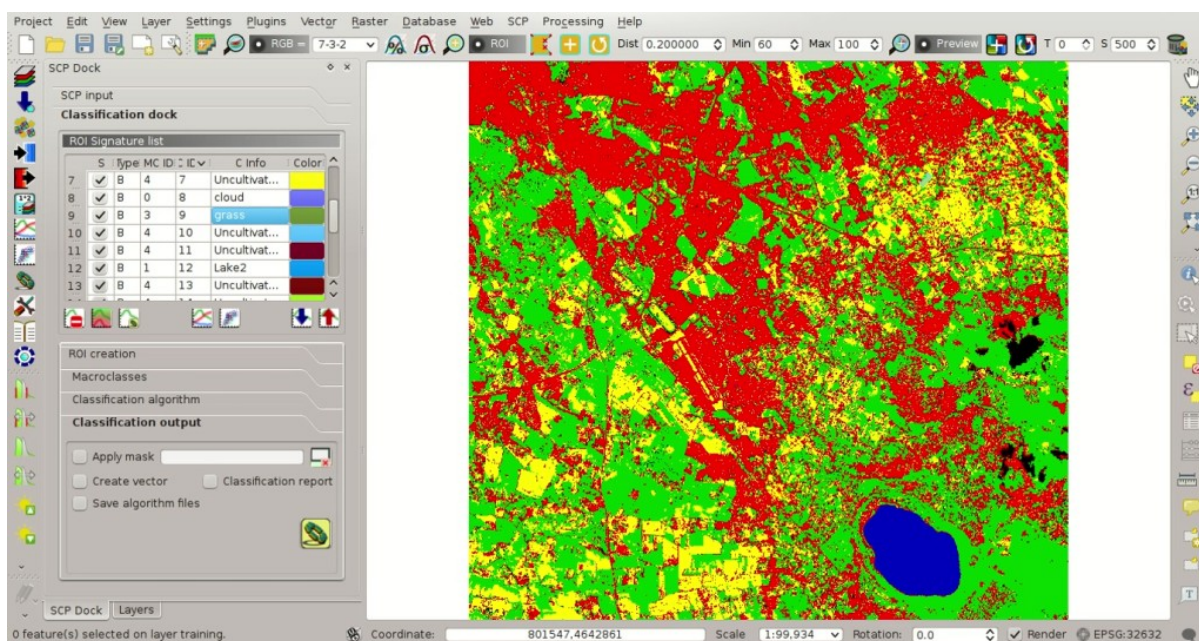 Project Edit View Layer Settings Plugins Vector Raster Database Web SCP Processing Help
RGB = 7-3-2 ROI Dist 0.200000 Min 60 Max 100 Preview T 0 S 500
SCP Dock
SCP input
Classification dock
ROI Signature list
S Type MC ID C Info Color
7 B 4 7 Uncultivat...
8 B 0 8 cloud
9 B 3 9 grass
10 B 4 10 Uncultivat...
11 B 4 11 Uncultivat...
12 B 1 12 Lake2
13 B 4 13 Uncultivat...
ROI creation
Macroclasses
Classification algorithm
Classification output
Apply mask
Create vector Classification report
Save algorithm files
SCP Dock Layers
0 feature(s) selected on layer training. Coordinate: 801547,4642861 Scale 1:99,934 Rotation: 0.0 Render EPSG:32632